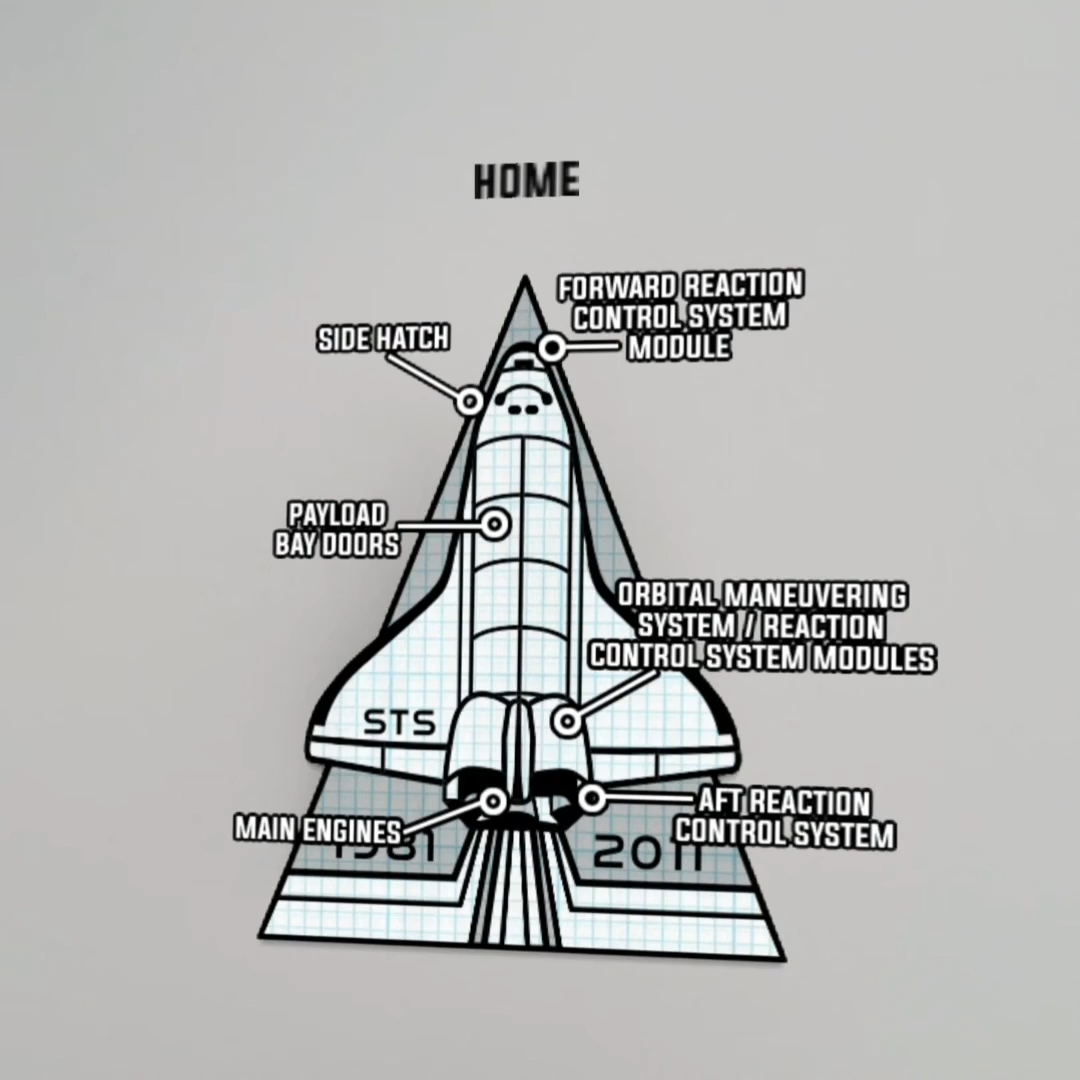 HOME
FORWARD REACTION
CONTROL SYSTEM
MODULE
SIDE HATCH
PAYLOAD
BAY DOORS
ORBITAL MANEUVERING
SYSTEM / REACTION
CONTROL SYSTEM MODULES
STS
AFT REACTION
CONTROL SYSTEM
MAIN ENGINES
1981
2011